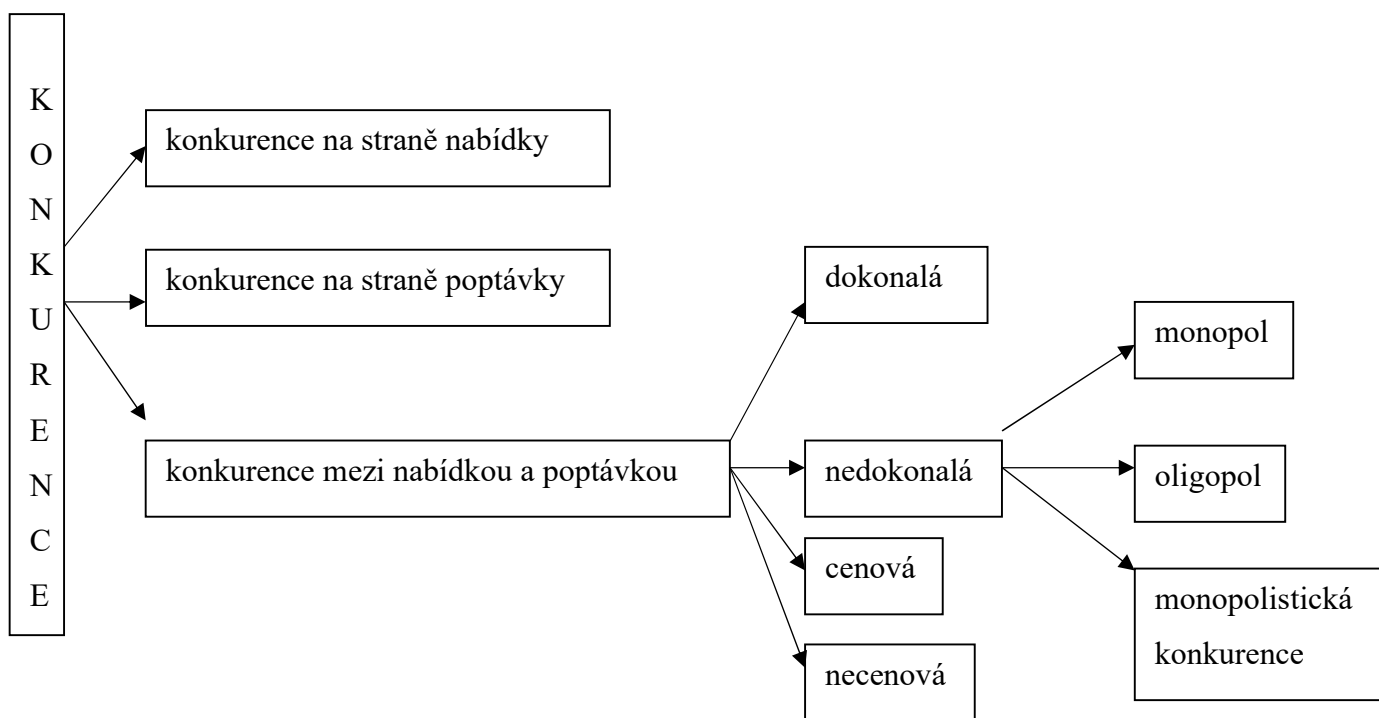 KONKURENCE
konkurence na straně nabídky
konkurence na straně poptávky
konkurence mezi nabídkou a poptávkou
dokonalá
nedokonalá
cenová
necenová
monopol
oligopol
monopolistická
konkurence